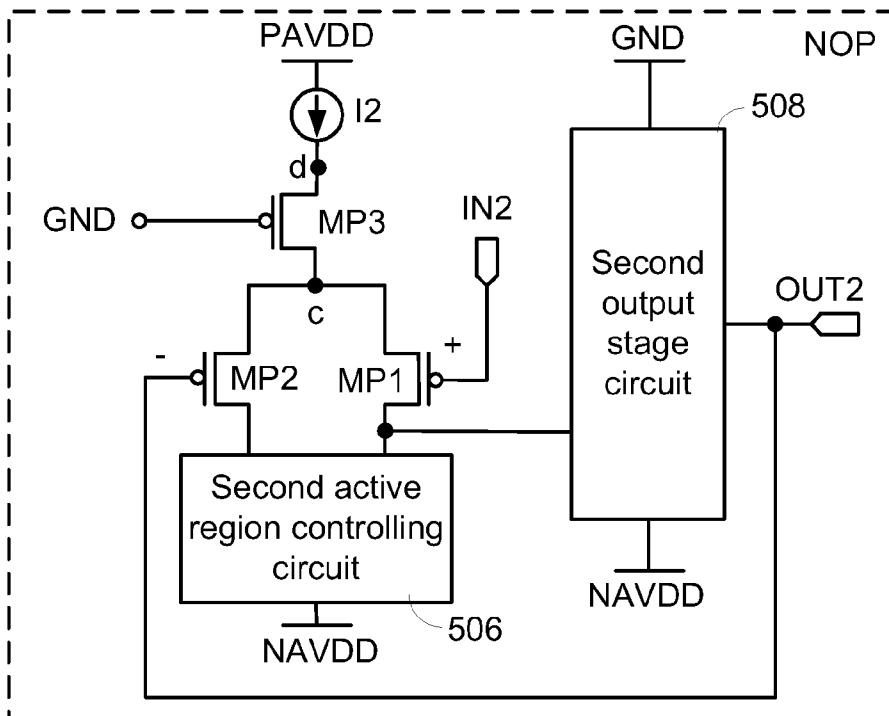 PAVDD
GND
NOP
I2
508
d
GND
MP3
IN2
c
Second
output
stage
circuit
OUT2
-
+
MP2
MP1
Second active
region controlling
circuit
NAVDD
506
NAVDD